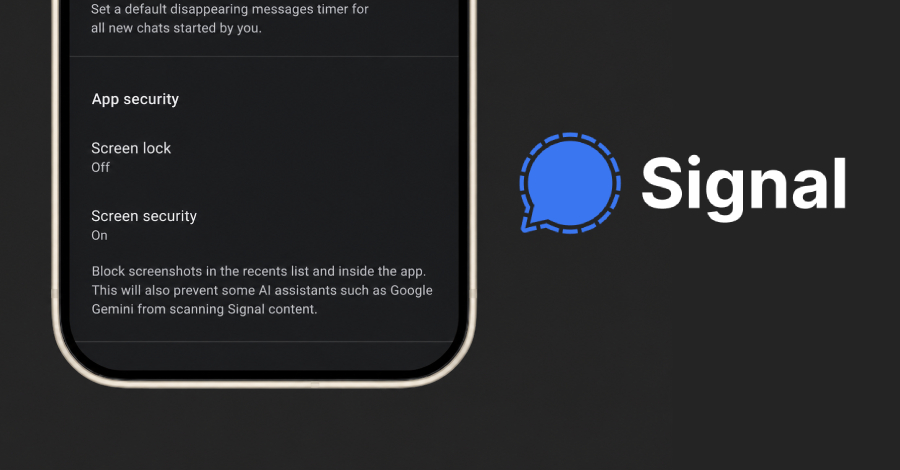 Set a default disappearing messages timer for
all new chats started by you.
App security
Screen lock
Off
Screen security
On
Block screenshots in the recents list and inside the app.
This will also prevent some AI assistants such as Google
Gemini from scanning Signal content.
Signal